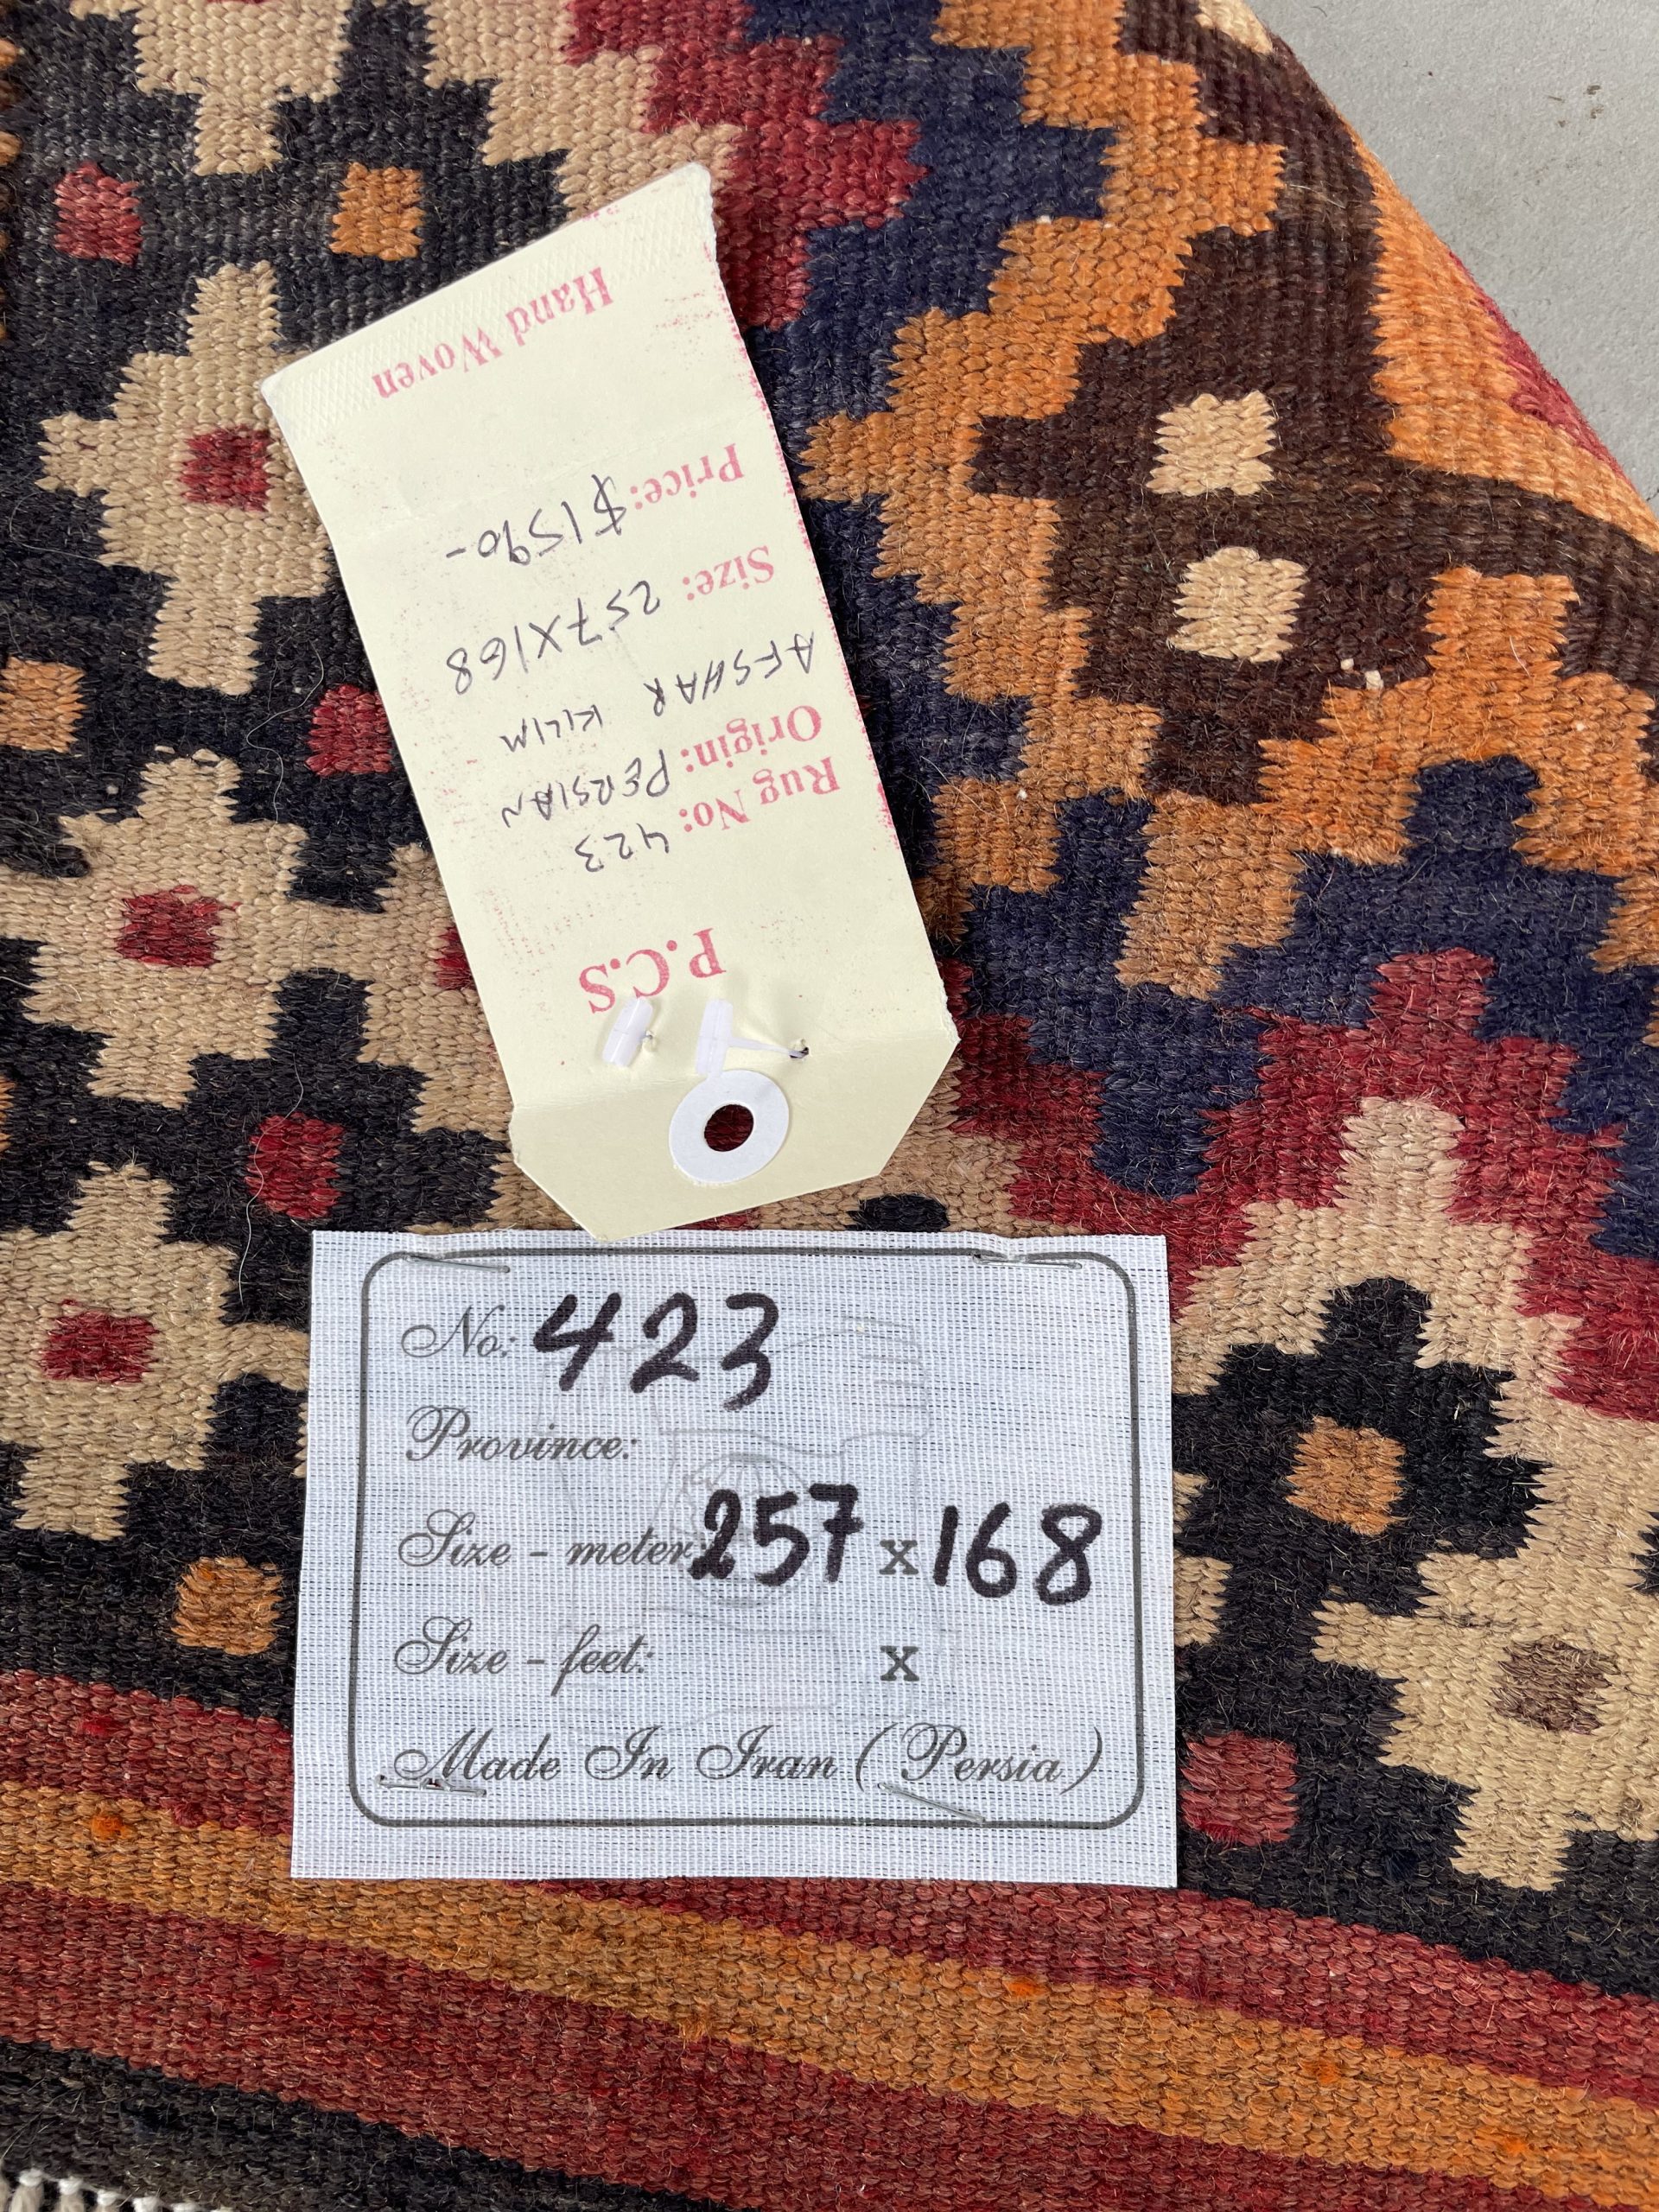 P.C.S
Rug No: 423
Origin: PERSIAN
AFSHAR KILIM
Size: 257X168
Price: $1590-
Hand Woven
No: 423
Province:
Size - meter: 257 x 168
Size - feet: x
Made In Iran (Persia)